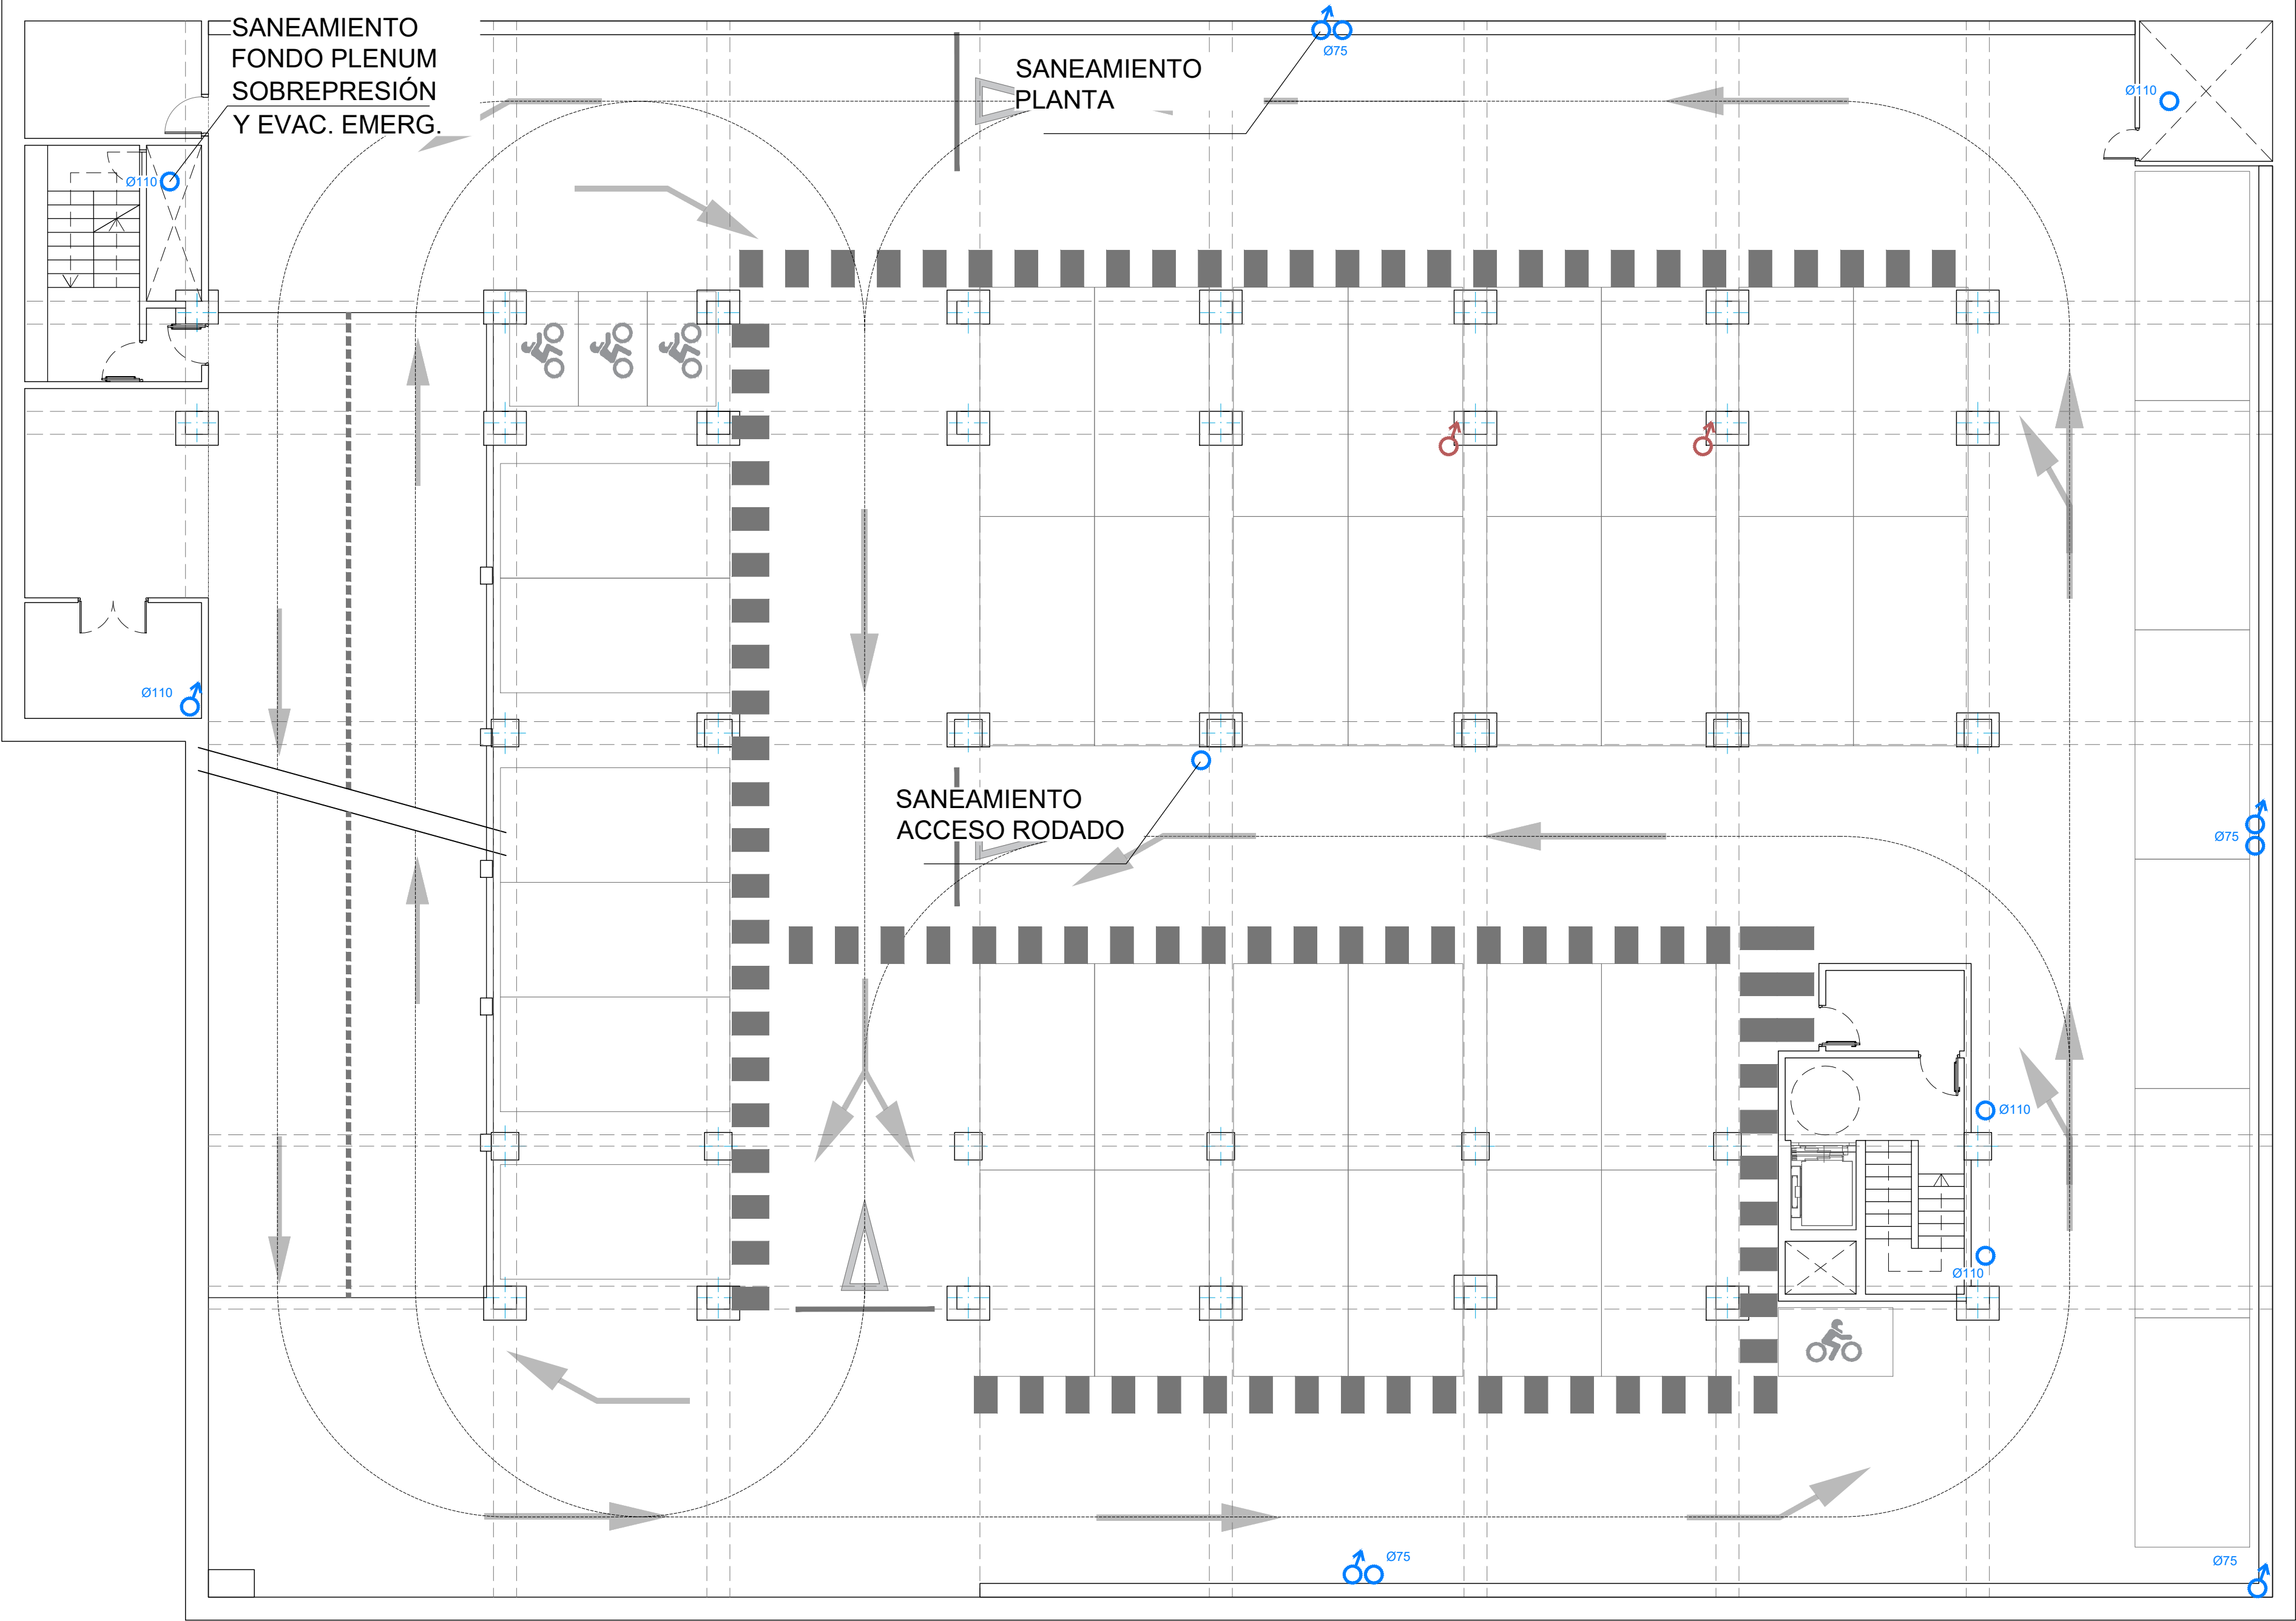 SANEAMIENTO
FONDO PLENUM
SOBREPRESIÓN
Y EVAC. EMERG.
Ø75
SANEAMIENTO
PLANTA
Ø110
Ø110
Ø110
SANEAMIENTO
ACCESO RODADO
Ø75
Ø110
Ø110
Ø75
Ø75